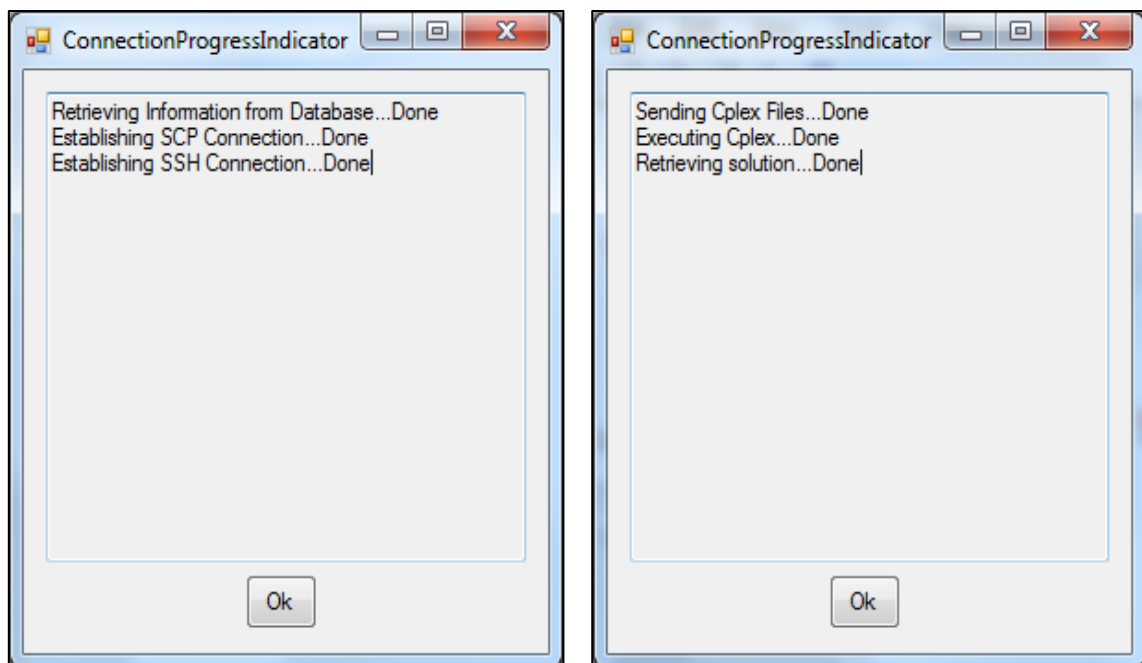 ConnectionProgressIndicator
Retrieving Information from Database...Done
Establishing SCP Connection...Done
Establishing SSH Connection...Done
Ok
ConnectionProgressIndicator
Sending Cplex Files...Done
Executing Cplex...Done
Retrieving solution...Done
Ok